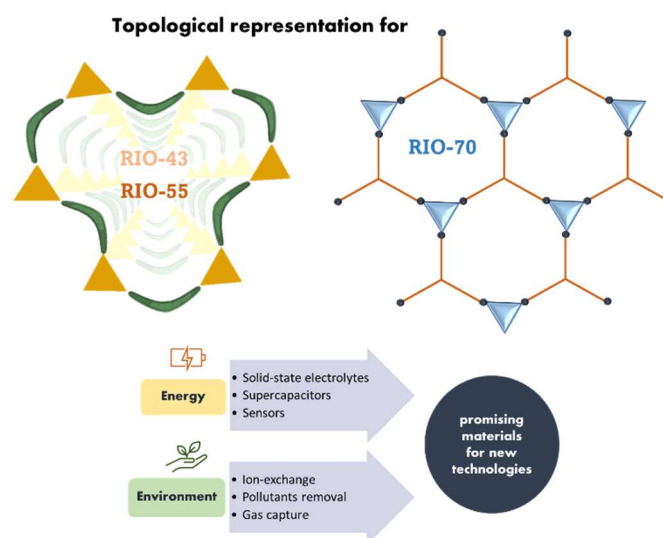 Topological representation for
RIO-43
RIO-55
RIO-70
Energy
• Solid-state electrolytes
• Supercapacitors
• Sensors
Environment
• Ion-exchange
• Pollutants removal
• Gas capture
promising
materials
for new
technologies